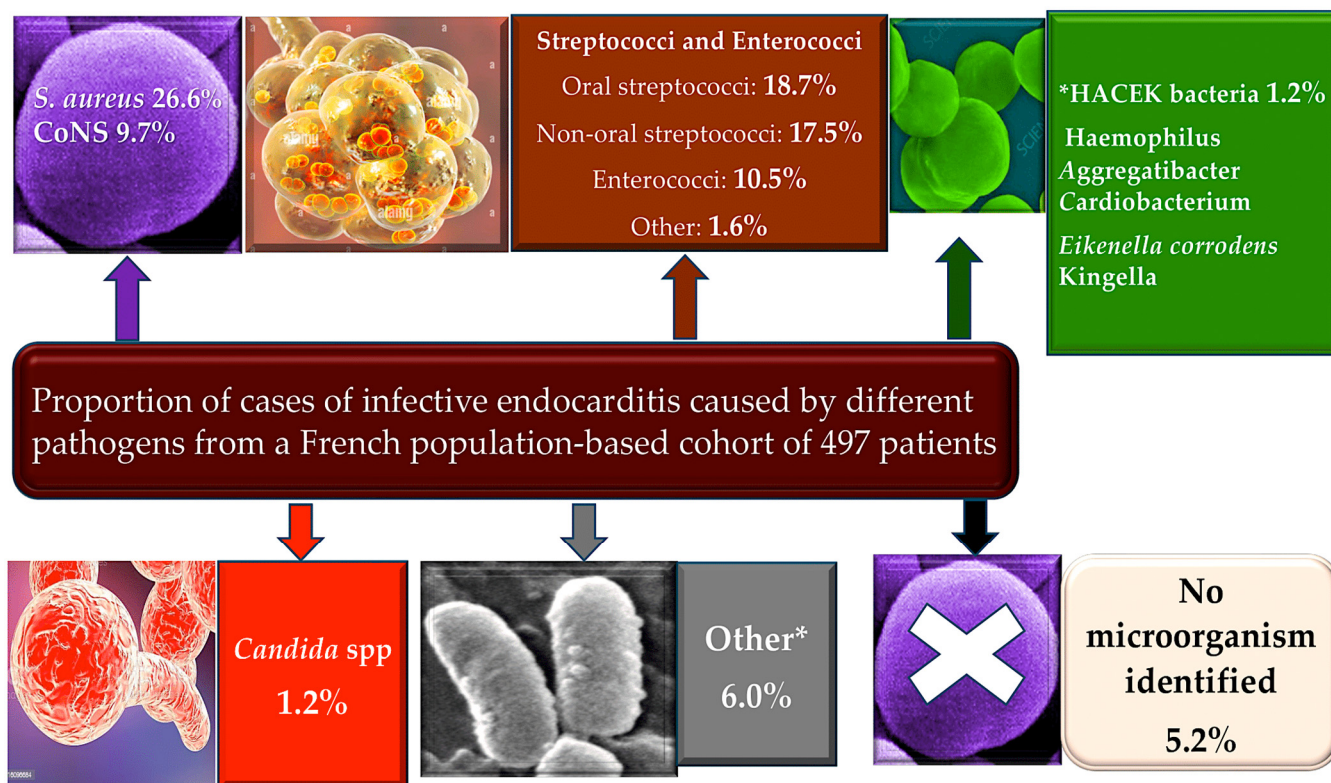 S. aureus 26.6%
CoNS 9.7%
a
a
alamy
alamy
a
a
a
alamy
a
Streptococci and Enterococci
Oral streptococci: 18.7%
Non-oral streptococci: 17.5%
Enterococci: 10.5%
Other: 1.6%
*HACEK bacteria 1.2%
Haemophilus
Aggregatibacter
Cardiobacterium
Eikenella corrodens
Kingella
Proportion of cases of infective endocarditis caused by different
pathogens from a French population-based cohort of 497 patients
Candida spp
1.2%
Other*
6.0%
No
microorganism
identified
5.2%